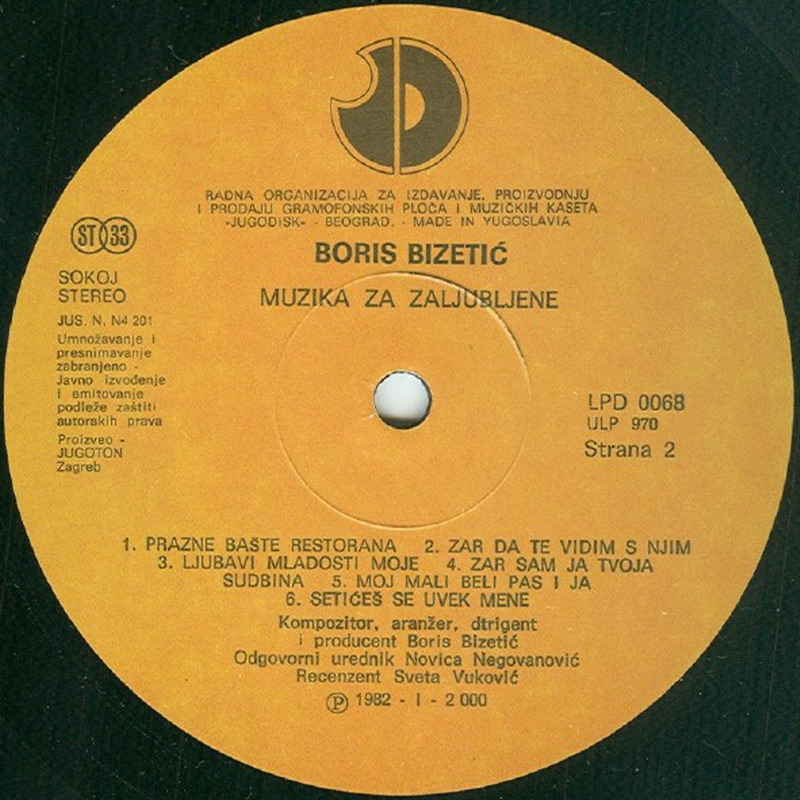 RADNA ORGANIZACIJA ZA IZDAVANJE, PROIZVODNJU
I PRODAJU GRAMOFONSKIH PLOČA I MUZIČKIH KASETA
-JUGODISK- - BEOGRAD, - MADE IN YUGOSLAVIA
BORIS BIZETIĆ
MUZIKA ZA ZALJUBLJENE
ST 33
SOKOJ
STEREO
JUS. N. N4 201
Umnožavanje i
presnimavanje
zabranjeno -
Javno izvođenje
i emitovanje
podleže zaštiti
autorskih prava
Proizveo -
JUGOTON
Zagreb
LPD 0068
ULP 970
Strana 2
1. PRAZNE BAŠTE RESTORANA 2. ZAR DA TE VIDIM S NJIM
3. LJUBAVI MLADOSTI MOJE 4. ZAR SAM JA TVOJA
SUDBINA 5. MOJ MALI BELI PAS I JA
6. SETIĆEŠ SE UVEK MENE
Kompozitor, aranžer, dtrigent
i producent Boris Bizetić
Odgovorni urednik Novica Negovanović
Recenzent Sveta Vuković
Ⓟ 1982 - I - 2 000